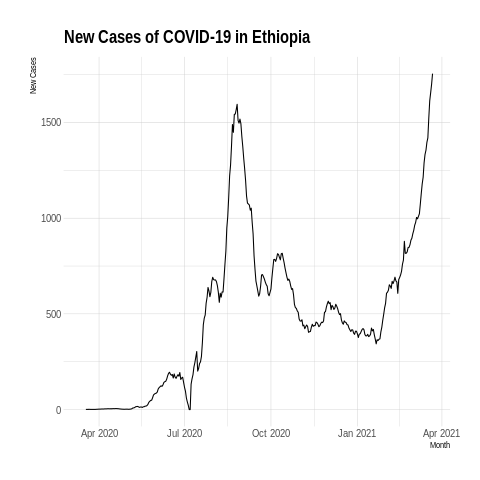 New Cases of COVID-19 in Ethiopia
New Cases
1500
1000
500
0
Apr 2020 Jul 2020 Oct 2020 Jan 2021 Apr 2021
Month